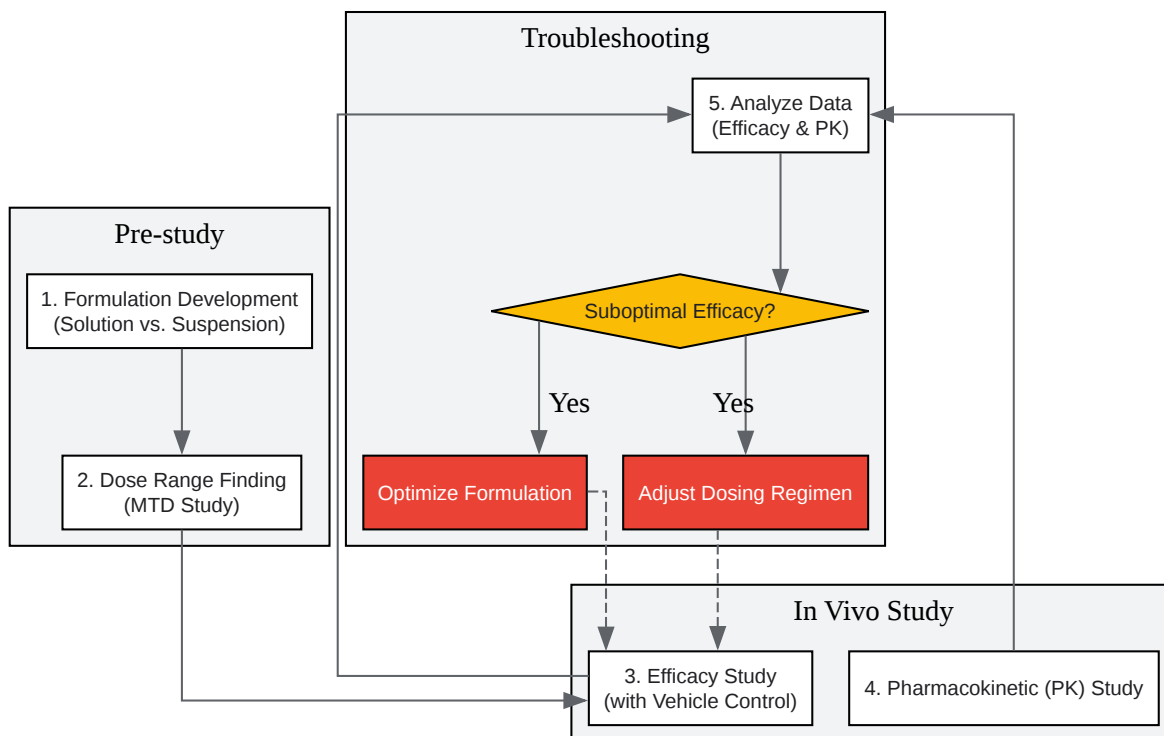 Troubleshooting
5. Analyze Data
(Efficacy & PK)
Pre-study
1. Formulation Development
(Solution vs. Suspension)
Suboptimal Efficacy?
Yes
Yes
2. Dose Range Finding
(MTD Study)
Optimize Formulation
Adjust Dosing Regimen
In Vivo Study
3. Efficacy Study
(with Vehicle Control)
4. Pharmacokinetic (PK) Study